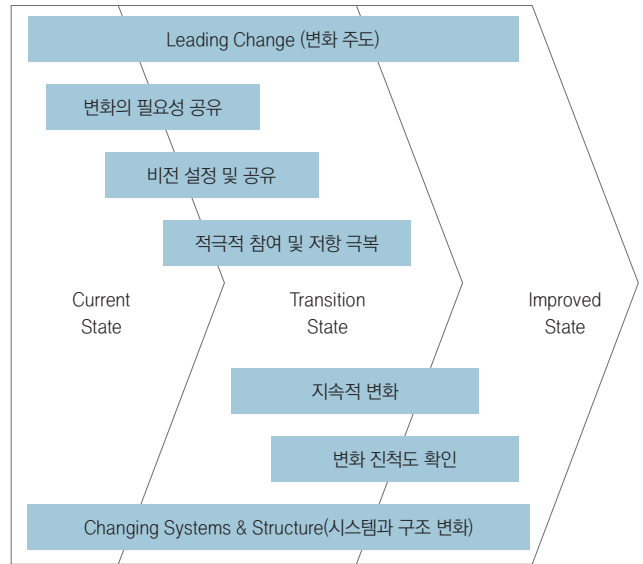 Leading Change (변화 주도)
변화의 필요성 공유
비전 설정 및 공유
적극적 참여 및 저항 극복
Current
State
Transition
State
Improved
State
지속적 변화
변화 진척도 확인
Changing Systems & Structure(시스템과 구조 변화)